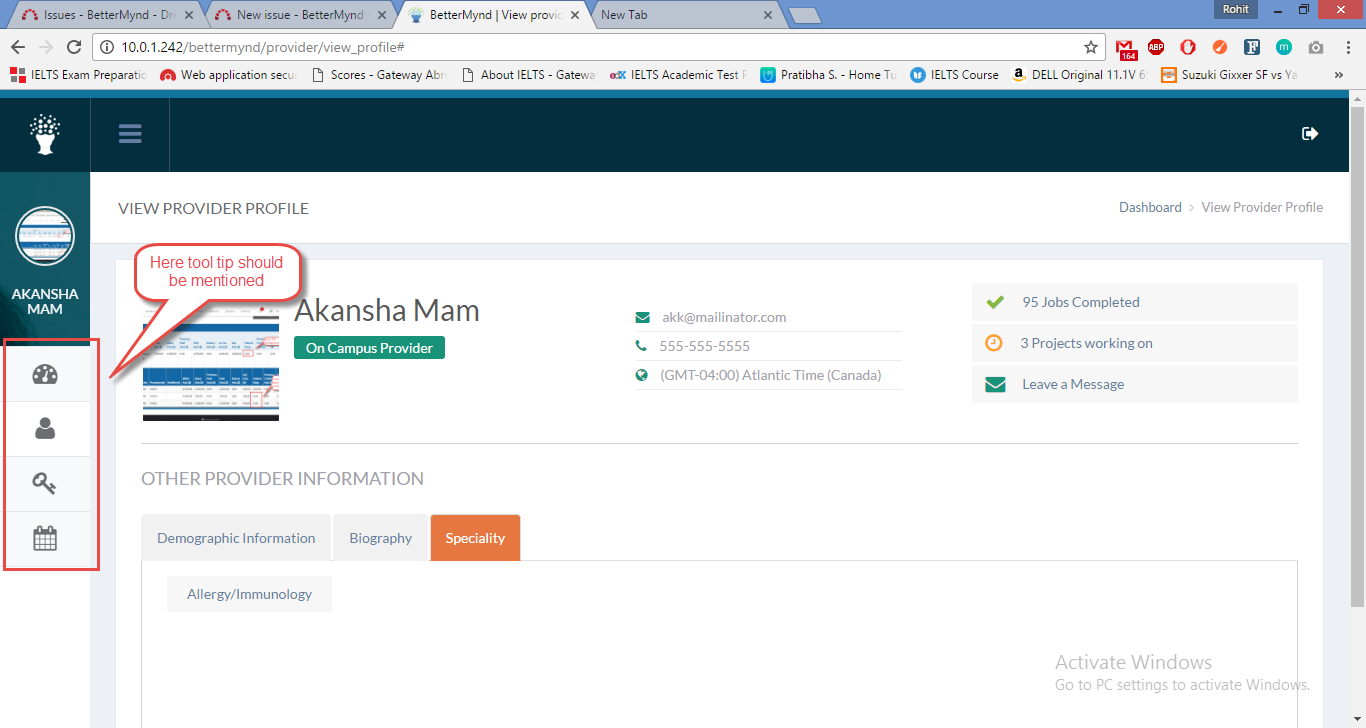 Issues - BetterMynd - Dre
New issue - BetterMynd
BetterMynd | View provid
New Tab
Rohit
10.0.1.242/bettermynd/provider/view_profile#
164
ABP
IELTS Exam Preparatio
Web application secu
Scores - Gateway Abr
About IELTS - Gatewa
edX IELTS Academic Test
Pratibha S. - Home Tu
IELTS Course
DELL Original 11.1V 6
Suzuki Gixxer SF vs Ya
VIEW PROVIDER PROFILE
Dashboard > View Provider Profile
Here tool tip should
be mentioned
AKANSHA
MAM
Akansha Mam
On Campus Provider
akk@mailinator.com
555-555-5555
(GMT-04:00) Atlantic Time (Canada)
95 Jobs Completed
3 Projects working on
Leave a Message
OTHER PROVIDER INFORMATION
Demographic Information
Biography
Speciality
Allergy/Immunology
Activate Windows
Go to PC settings to activate Windows.